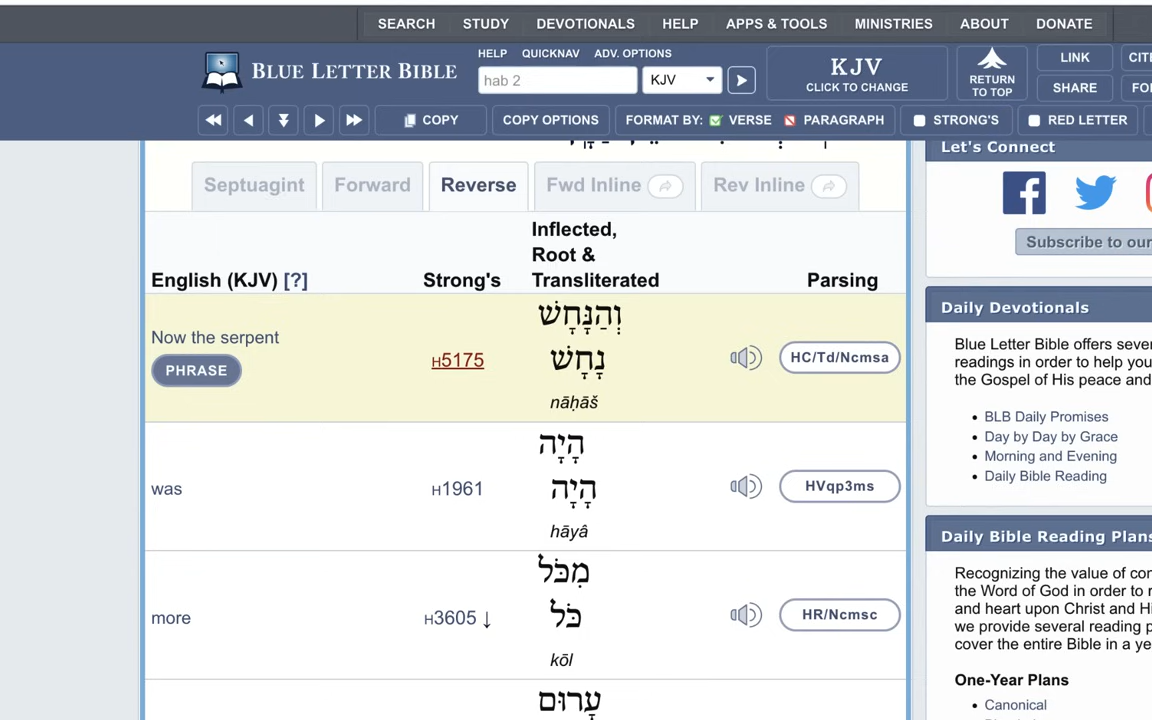 SEARCH STUDY DEVOTIONALS HELP APPS & TOOLS MINISTRIES ABOUT DONATE
BLUE LETTER BIBLE
HELP QUICKNAV ADV. OPTIONS
hab 2 KJV
KJV
CLICK TO CHANGE
RETURN
TO TOP
LINK
SHARE
COPY COPY OPTIONS FORMAT BY: VERSE PARAGRAPH STRONG'S RED LETTER
Septuagint Forward Reverse Fwd Inline Rev Inline
English (KJV) [?] Strong's
Inflected,
Root &
Transliterated
Parsing
Now the serpent
PHRASE
H5175
וְהַנָּחָשׁ
נָחָשׁ
nāḥāš
HC/Td/Ncmsa
was H1961
הָיָה
הָיָה
hāyâ
HVqp3ms
more H3605 ↓
מִכֹּל
כֹּל
kōl
HR/Ncmsc
עָרוּם
Let's Connect
Subscribe to our
Daily Devotionals
Blue Letter Bible offers
readings in order to help you
the Gospel of His peace and
• BLB Daily Promises
• Day by Day by Grace
• Morning and Evening
• Daily Bible Reading
Daily Bible Reading Plans
Recognizing the value of
the Word of God in order to
and heart upon Christ and
we provide several reading
cover the entire Bible in a
One-Year Plans
• Canonical